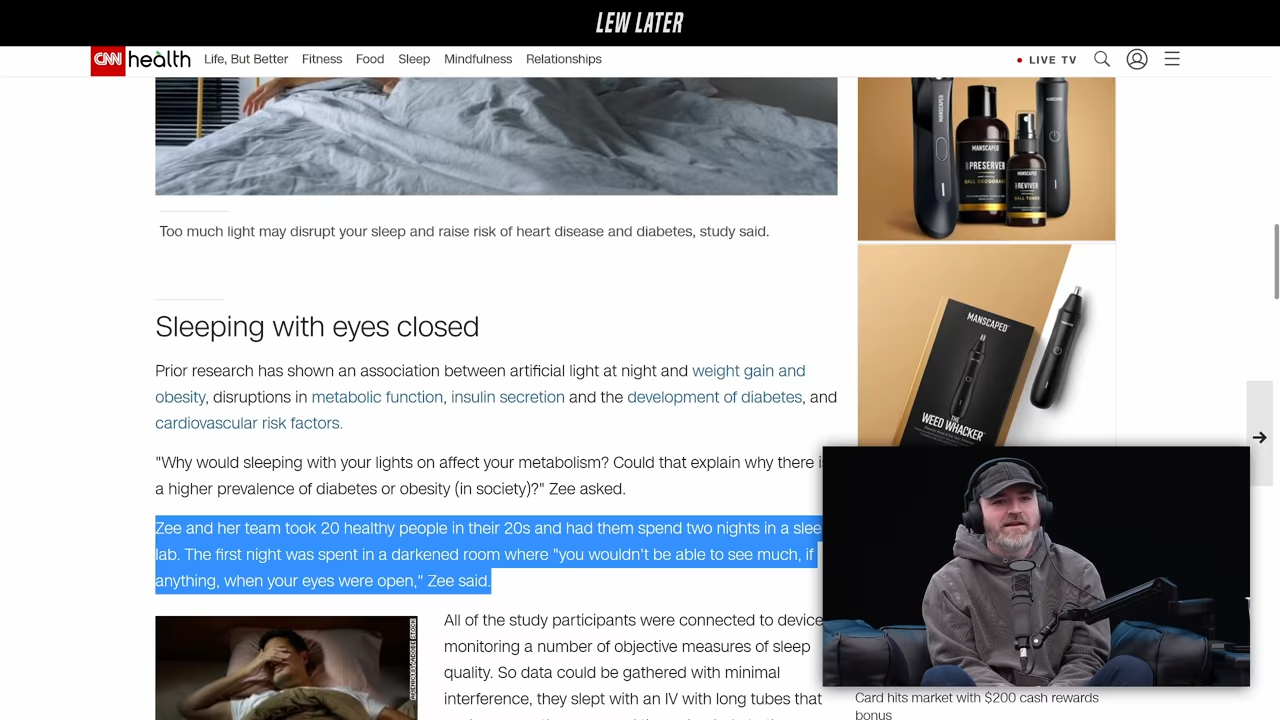 LEW LATER
CNN health Life, But Better Fitness Food Sleep Mindfulness Relationships LIVE TV
MANSCAPED
PRESERVER
BALL DEODORANT
MANSCAPED
REVIVER
BALL TONER
Too much light may disrupt your sleep and raise risk of heart disease and diabetes, study said.
MANSCAPED
THE
WEED WHACKER
Sleeping with eyes closed
Prior research has shown an association between artificial light at night and weight gain and
obesity, disruptions in metabolic function, insulin secretion and the development of diabetes, and
cardiovascular risk factors.
"Why would sleeping with your lights on affect your metabolism? Could that explain why there
a higher prevalence of diabetes or obesity (in society)?" Zee asked.
Zee and her team took 20 healthy people in their 20s and had them spend two nights in a slee
lab. The first night was spent in a darkened room where "you wouldn't be able to see much, if
anything, when your eyes were open," Zee said.
All of the study participants were connected to device
monitoring a number of objective measures of sleep
quality. So data could be gathered with minimal
interference, they slept with an IV with long tubes that
Card hits market with $200 cash rewards
bonus